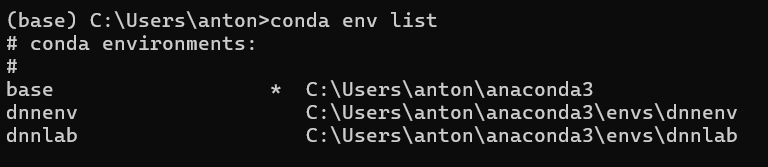 (base) C:\Users\anton>conda env list
# conda environments:
#
base                  *  C:\Users\anton\anaconda3
dnnenv                   C:\Users\anton\anaconda3\envs\dnnenv
dnnlab                   C:\Users\anton\anaconda3\envs\dnnlab